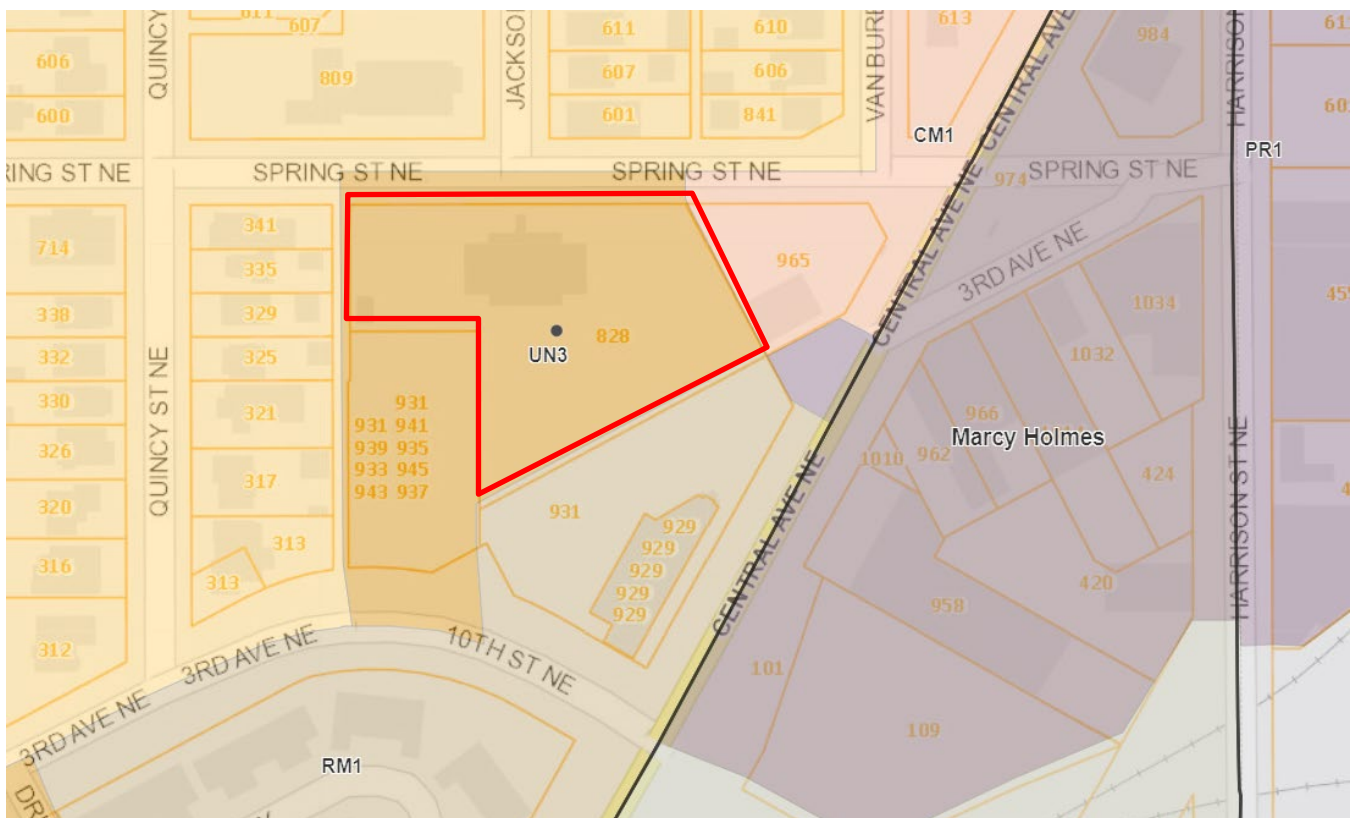 611
607
606
600
QUINCY
809
JACKSON
611
607
601
610
606
841
VAN BURE
613
CM1
984
HARRISON
PR1
RING ST NE
SPRING ST NE
SPRING ST NE
SPRING ST NE
974
CENTRAL AVE NE
CENTRAL AVE
3RD AVE NE
714
338
332
330
326
320
316
312
QUINCY ST NE
341
335
329
325
321
317
313
313
828
UN3
965
931
931 941
939 935
933 945
943 937
931
929
929
929
929
929
CENTRAL AVE NE
1034
1032
966
962
1010
Marcy Holmes
424
420
958
101
109
HARRISON ST NE
3RD AVE NE
3RD AVE NE
10TH ST NE
RM1